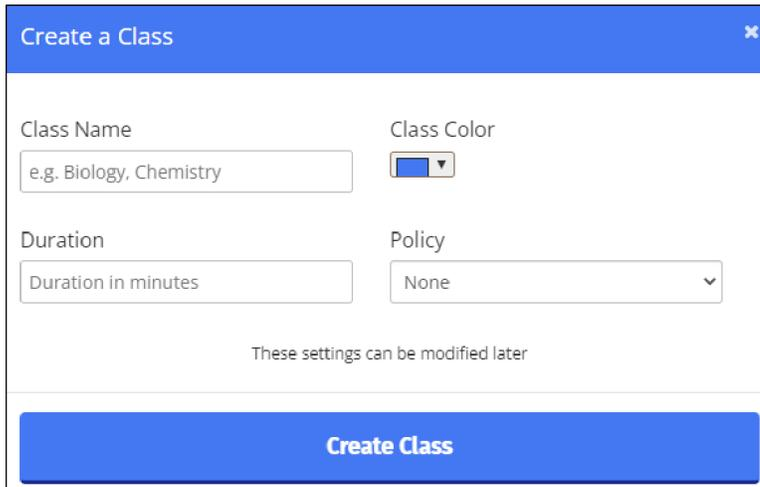 Create a Class
Class Name
Class Color
e.g. Biology, Chemistry
Duration
Policy
Duration in minutes
None
These settings can be modified later
Create Class